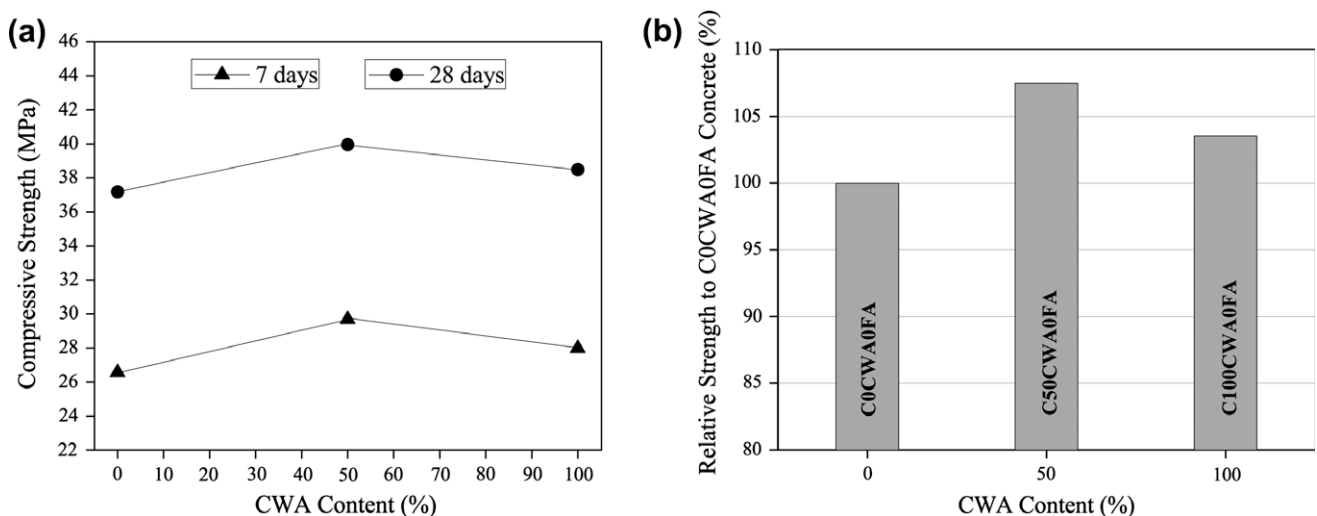 (a)
46
44
42
40
38
36
34
32
30
28
26
24
22
Compressive Strength (MPa)
7 days
28 days
0 10 20 30 40 50 60 70 80 90 100
CWA Content (%)
(b)
110
105
100
95
90
85
80
Relative Strength to C0CWA0FA Concrete (%)
C0CWA0FA
C50CWA0FA
C100CWA0FA
0 50 100
CWA Content (%)